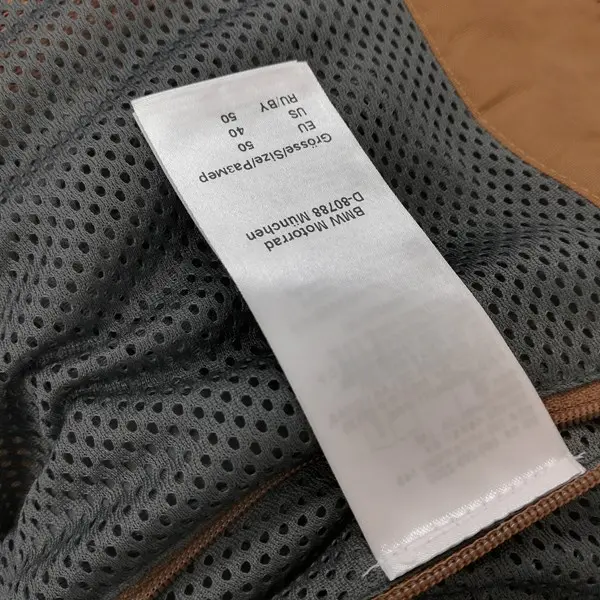 BMW Motorrad
D-80788 München
Grösse/Size/Размер
EU 50
US 40
RU/BY 50